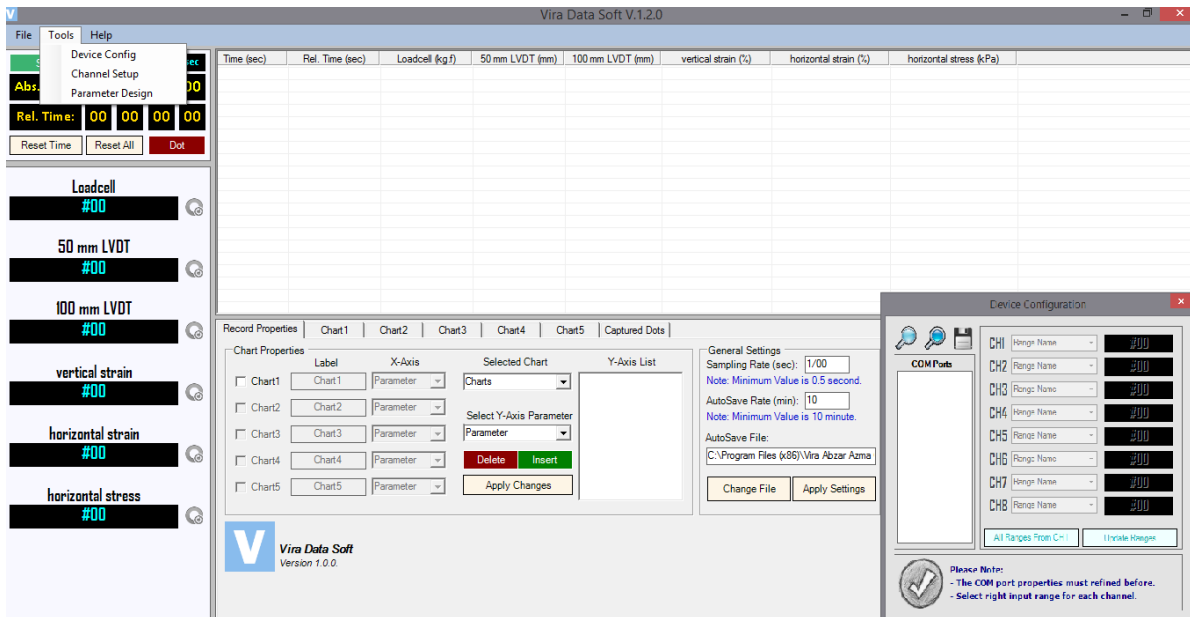 Vira Data Soft V.1.2.0
File Tools Help
Device Config
Channel Setup
Parameter Design
S sec
Abs. 00
Rel. Time: 00 00 00 00
Reset Time Reset All Dot
Time (sec) Rel. Time (sec) Loadcell (kg.f) 50 mm LVDT (mm) 100 mm LVDT (mm) vertical strain (%) horizontal strain (%) horizontal stress (kPa)
Loadcell
#00
50 mm LVDT
#00
100 mm LVDT
#00
vertical strain
#00
horizontal strain
#00
horizontal stress
#00
Record Properties Chart1 Chart2 Chart3 Chart4 Chart5 Captured Dots
Chart Properties
Label X-Axis Selected Chart Y-Axis List
Chart1 Chart1 Parameter Charts
Chart2 Chart2 Parameter Select Y-Axis Parameter
Chart3 Chart3 Parameter Parameter
Chart4 Chart4 Parameter Delete Insert
Chart5 Chart5 Parameter Apply Changes
General Settings
Sampling Rate (sec): 1/00
Note: Minimum Value is 0.5 second.
AutoSave Rate (min): 10
Note: Minimum Value is 10 minute.
AutoSave File:
C:\Program Files (x86)\Vira Abzar Azma
Change File Apply Settings
V
Vira Data Soft
Version 1.0.0.
Device Configuration
COM Ports
CH1 Range Name #00
CH2 Range Name #00
CH3 Range Name #00
CH4 Range Name #00
CH5 Range Name #00
CH6 Range Name #00
CH7 Range Name #00
CH8 Range Name #00
All Ranges From CH1 Update Ranges
Please Note:
- The COM port properties must refined before.
- Select right input range for each channel.